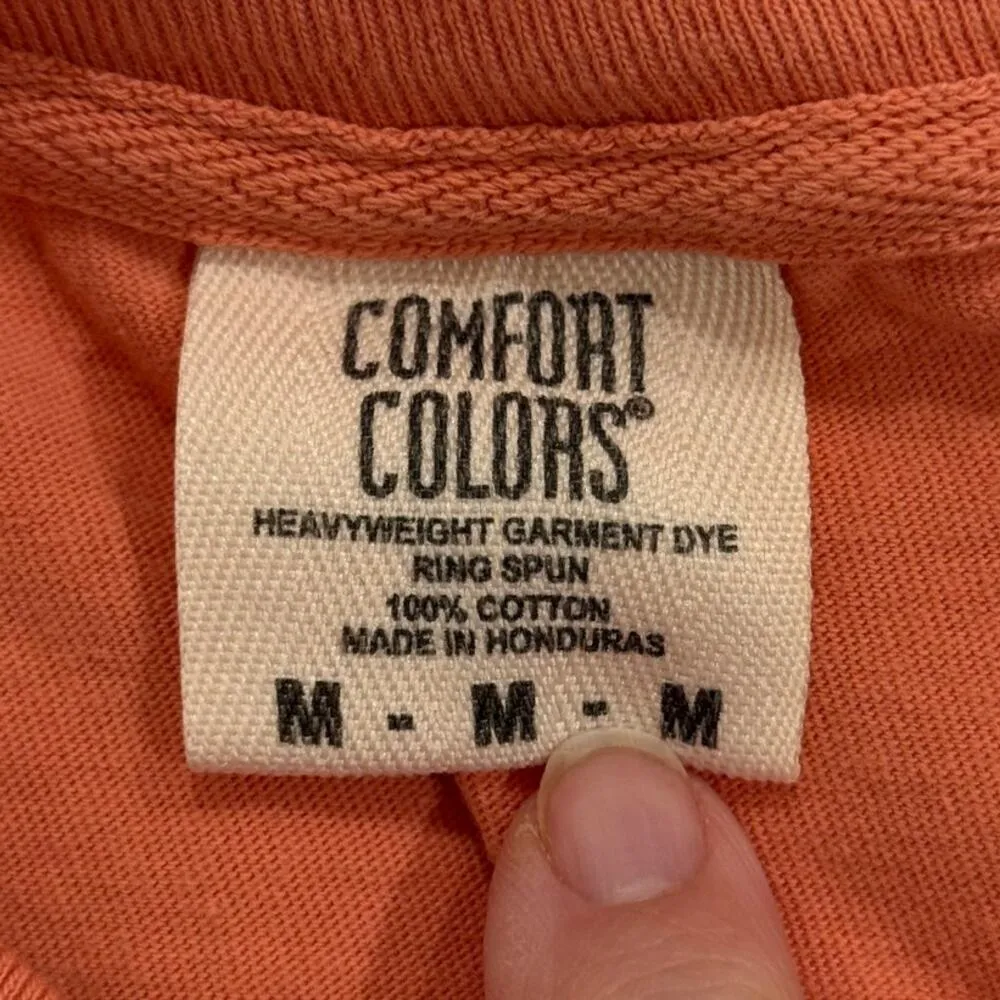 COMFORT
COLORS®
HEAVYWEIGHT GARMENT DYE
RING SPUN
100% COTTON
MADE IN HONDURAS
M - M - M